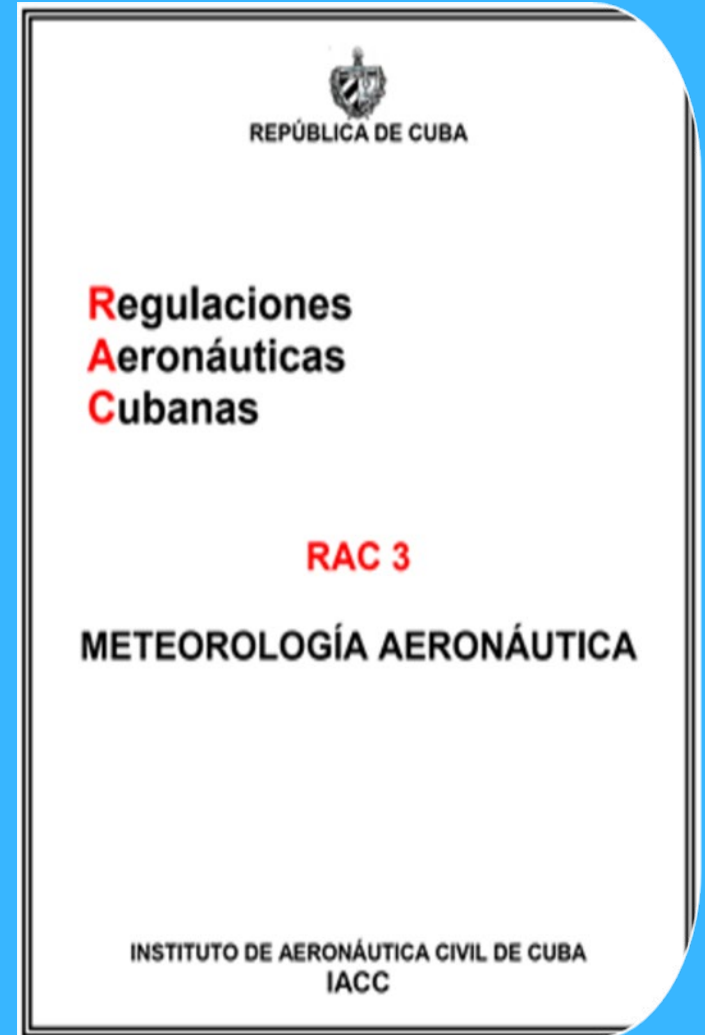 REPÚBLICA DE CUBA
Regulaciones
Aeronáuticas
Cubanas
RAC 3
METEOROLOGÍA AERONÁUTICA
INSTITUTO DE AERONÁUTICA CIVIL DE CUBA
IACC